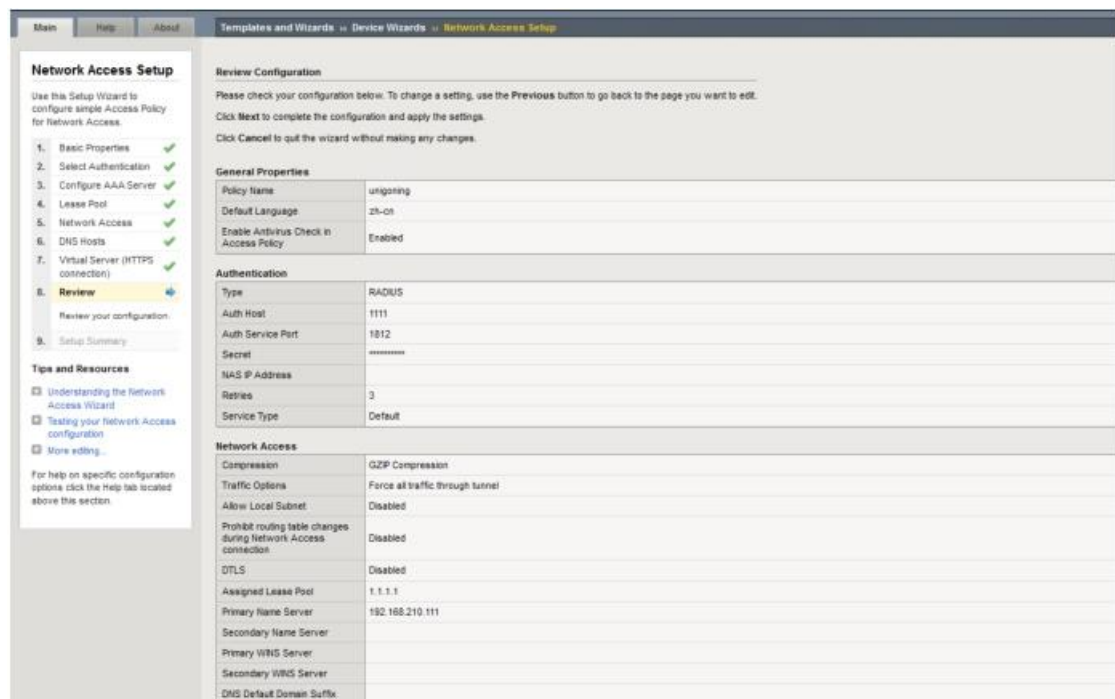 Main
Help
About
Templates and Wizards » Device Wizards » Network Access Setup
Network Access Setup
Use this Setup Wizard to
configure simple Access Policy
for Network Access.
1. Basic Properties
2. Select Authentication
3. Configure AAA Server
4. Lease Pool
5. Network Access
6. DNS Hosts
7. Virtual Server (HTTPS
connection)
8. Review
Review your configuration.
9. Setup Summary
Tips and Resources
Understanding the Network
Access Wizard
Testing your Network Access
configuration
More editing...
For help on specific configuration
options click the Help tab located
above this section.
Review Configuration
Please check your configuration below. To change a setting, use the Previous button to go back to the page you want to edit.
Click Next to complete the configuration and apply the settings.
Click Cancel to quit the wizard without making any changes.
General Properties
Policy Name unigoning
Default Language zh-cn
Enable Antivirus Check in
Access Policy Enabled
Authentication
Type RADIUS
Auth Host 1111
Auth Service Port 1812
Secret **********
NAS IP Address
Retries 3
Service Type Default
Network Access
Compression GZIP Compression
Traffic Options Force all traffic through tunnel
Allow Local Subnet Disabled
Prohibit routing table changes
during Network Access
connection Disabled
DTLS Disabled
Assigned Lease Pool 1.1.1.1
Primary Name Server 192.168.210.111
Secondary Name Server
Primary WINS Server
Secondary WINS Server
DNS Default Domain Suffix